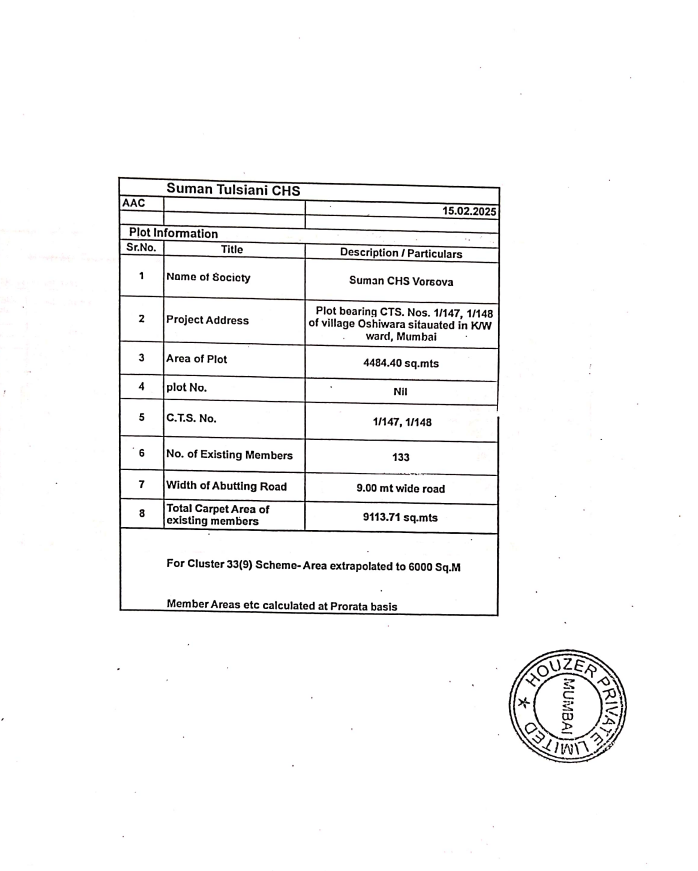 Suman Tulsiani CHS
AAC
15.02.2025
Plot Information
Sr.No. Title Description / Particulars
1 Name of Society Suman CHS Vorsova
2 Project Address Plot bearing CTS. Nos. 1/147, 1/148
of village Oshiwara sitauated in K/W
ward, Mumbai
3 Area of Plot 4484.40 sq.mts
4 plot No. Nil
5 C.T.S. No. 1/147, 1/148
6 No. of Existing Members 133
7 Width of Abutting Road 9.00 mt wide road
8 Total Carpet Area of
existing members 9113.71 sq.mts
For Cluster 33(9) Scheme- Area extrapolated to 6000 Sq.M
Member Areas etc calculated at Prorata basis
HOUZER PRIVATE LIMITED
MUMBAI